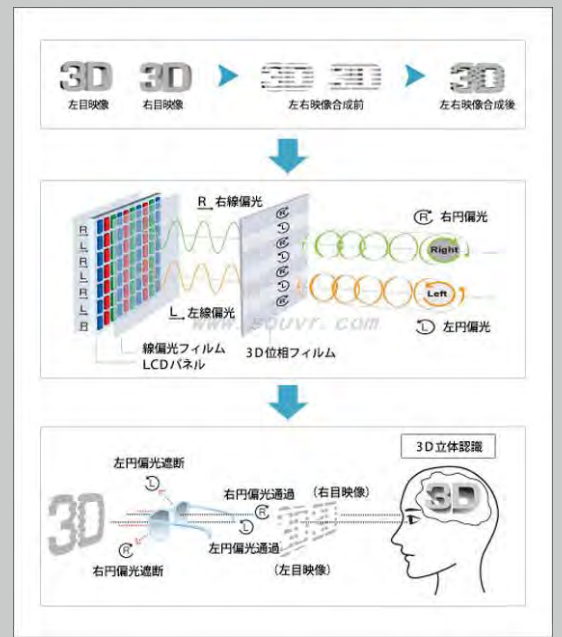 3D 3D 3D 3D 3D
左目映像 右目映像 左右映像合成前 左右映像合成後
R 右線偏光
R 右円偏光
R
L
R
L
R
L
R
R
L
R
L
R
L
R
Right
Left
L 左線偏光
L 左円偏光
www.souvr.com
線偏光フィルム
LCDパネル
3D位相フィルム
3D立体認識
左円偏光遮断
L
右円偏光通過 (右目映像)
R
3D
L
3D
3D
R
左円偏光通過
(左目映像)
右円偏光遮断